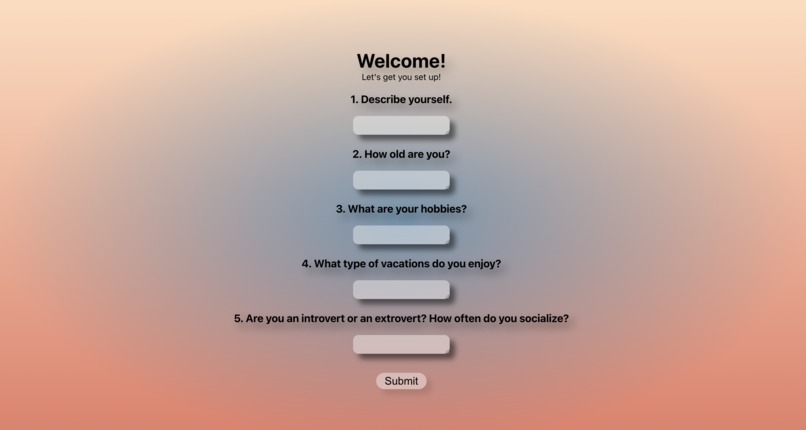 Welcome!
Let's get you set up!
1. Describe yourself.
2. How old are you?
3. What are your hobbies?
4. What type of vacations do you enjoy?
5. Are you an introvert or an extrovert? How often do you socialize?
Submit